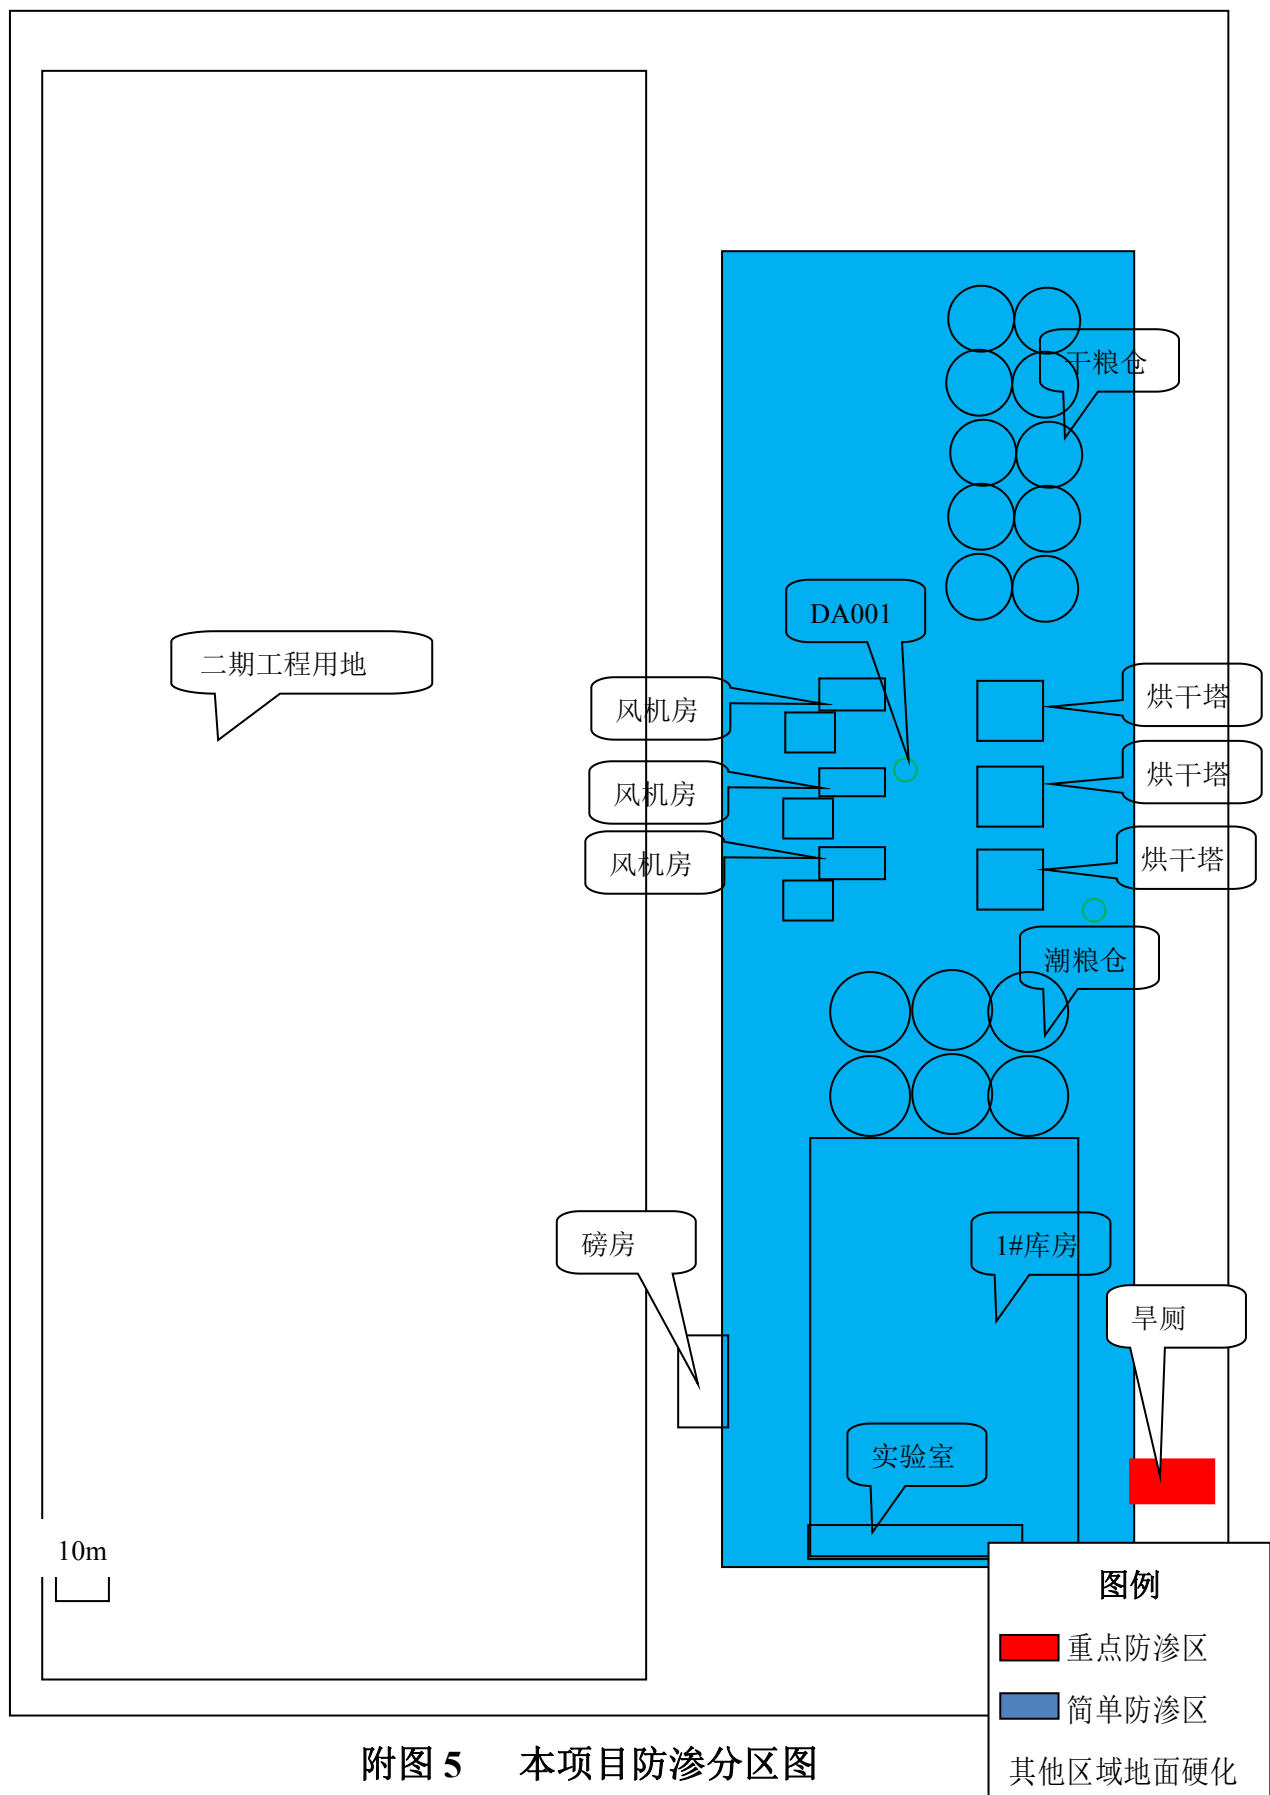 干粮仓
DA001
二期工程用地
风机房
烘干塔
风机房
烘干塔
风机房
烘干塔
潮粮仓
磅房
1#库房
旱厕
实验室
10m
图例
重点防渗区
简单防渗区
其他区域地面硬化
附图 5 本项目防渗分区图